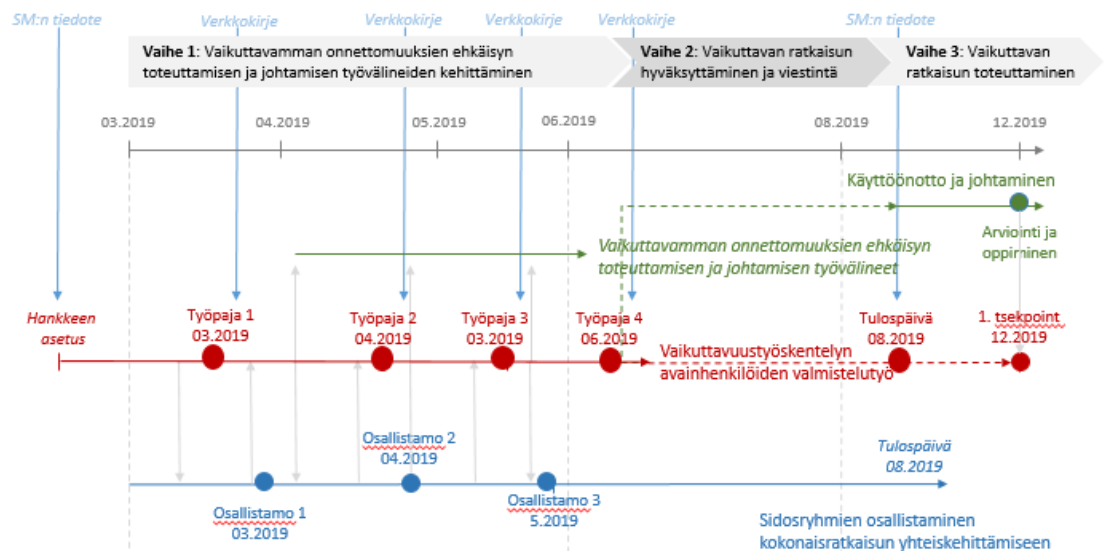 SM:n tiedote
Verkkokirje
Verkkokirje
Verkkokirje
Verkkokirje
SM:n tiedote
Vaihe 1: Vaikuttavamman onnettomuuksien ehkäisyn
toteuttamisen ja johtamisen työvälineiden kehittäminen
Vaihe 2: Vaikuttavan ratkaisun
hyväksyttäminen ja viestintä
Vaihe 3: Vaikuttavan
ratkaisun toteuttaminen
03.2019
04.2019
05.2019
06.2019
08.2019
12.2019
Käyttöönotto ja johtaminen
Arviointi ja
oppiminen
Vaikuttavamman onnettomuuksien ehkäisyn
toteuttamisen ja johtamisen työvälineet
Hankkeen
asetus
Työpaja 1
03.2019
Työpaja 2
04.2019
Työpaja 3
03.2019
Työpaja 4
06.2019
Tulospäivä
08.2019
1. tsekpoint
12.2019
Vaikuttavuustyöskentelyn
avainhenkilöiden valmistelutyö
Osallistamo 1
03.2019
Osallistamo 2
04.2019
Osallistamo 3
5.2019
Tulospäivä
08.2019
Sidosryhmien osallistaminen
kokonaisratkaisun yhteiskehittämiseen